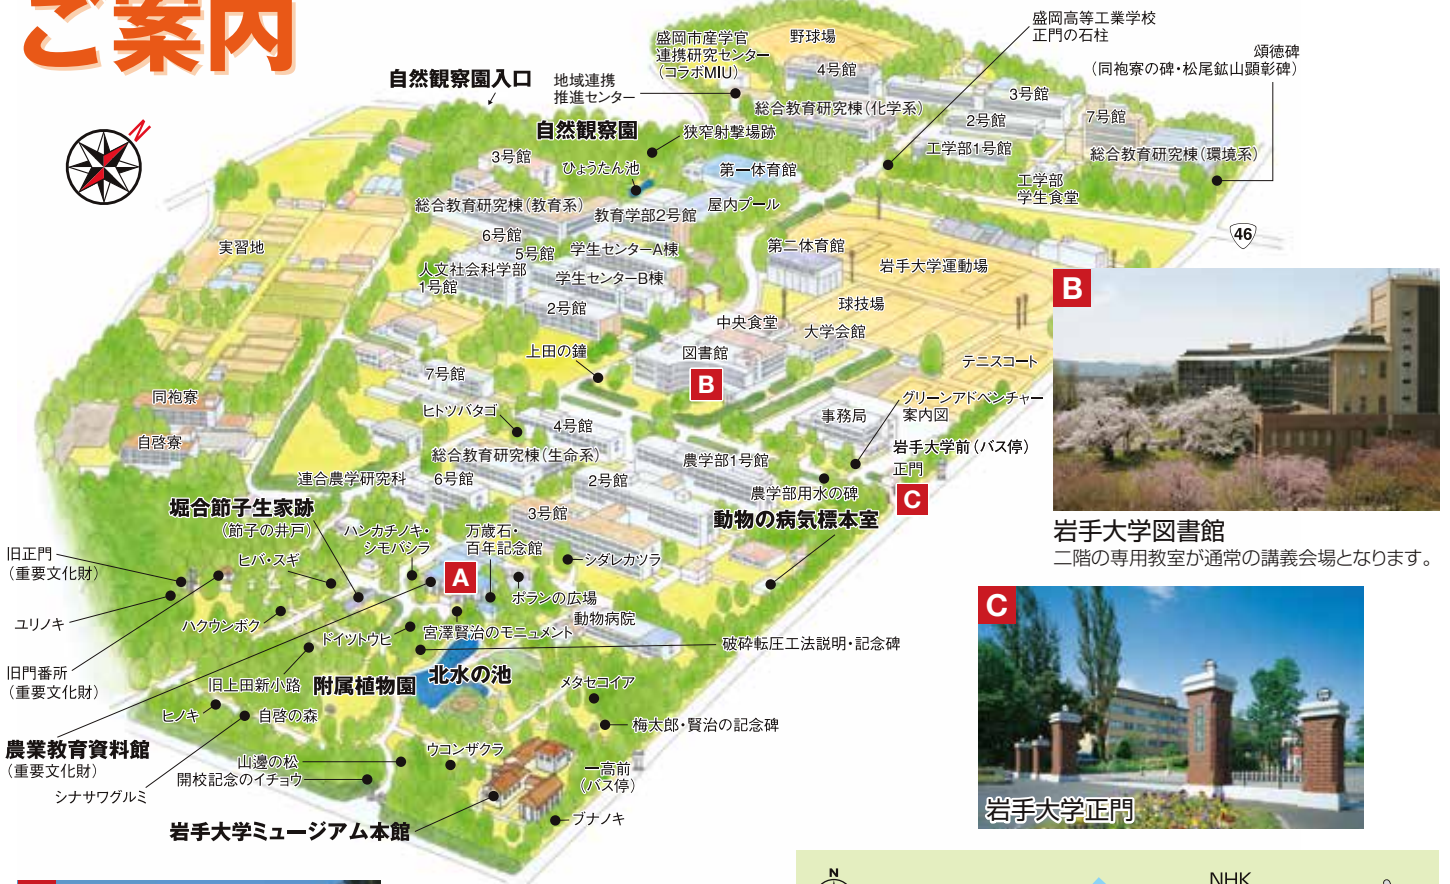 ご案内
N
自然観察園入口
地域連携
推進センター
盛岡市産学官
連携研究センター
（コラボMIU）
野球場
4号館
盛岡高等工業学校
正門の石柱
頌徳碑
（同袍寮の碑・松尾鉱山顕彰碑）
3号館
総合教育研究棟（化学系）
2号館
7号館
自然観察園
狭窄射撃場跡
工学部1号館
総合教育研究棟（環境系）
3号館
ひょうたん池
第一体育館
工学部
学生食堂
総合教育研究棟（教育系）
教育学部2号館
屋内プール
46
実習地
6号館
5号館
学生センターA棟
第二体育館
人文社会科学部
1号館
学生センターB棟
岩手大学運動場
2号館
球技場
中央食堂
大学会館
上田の鐘
図書館
B
テニスコート
7号館
同袍寮
ヒトツバタゴ
4号館
事務局
グリーンアドベンチャー
案内図
自啓寮
総合教育研究棟（生命系）
農学部1号館
岩手大学前（バス停）
正門
C
連合農学研究科
6号館
2号館
農学部用水の碑
堀合節子生家跡
（節子の井戸）
3号館
動物の病気標本室
ハンカチノキ・
シモバシラ
万歳石・
百年記念館
旧正門
（重要文化財）
ヒバ・スギ
シダレカツラ
A
ポランの広場
ユリノキ
ハクウンボク
ドイツトウヒ
宮澤賢治のモニュメント
動物病院
破砕転圧工法説明・記念碑
旧門番所
（重要文化財）
旧上田新小路
附属植物園
北水の池
メタセコイア
ヒノキ
自啓の森
梅太郎・賢治の記念碑
農業教育資料館
（重要文化財）
ウコンザクラ
山邊の松
開校記念のイチョウ
一高前
（バス停）
シナサワグルミ
岩手大学ミュージアム本館
ブナノキ
B
岩手大学図書館
二階の専用教室が通常の講義会場となります。
C
岩手大学正門
N
NHK